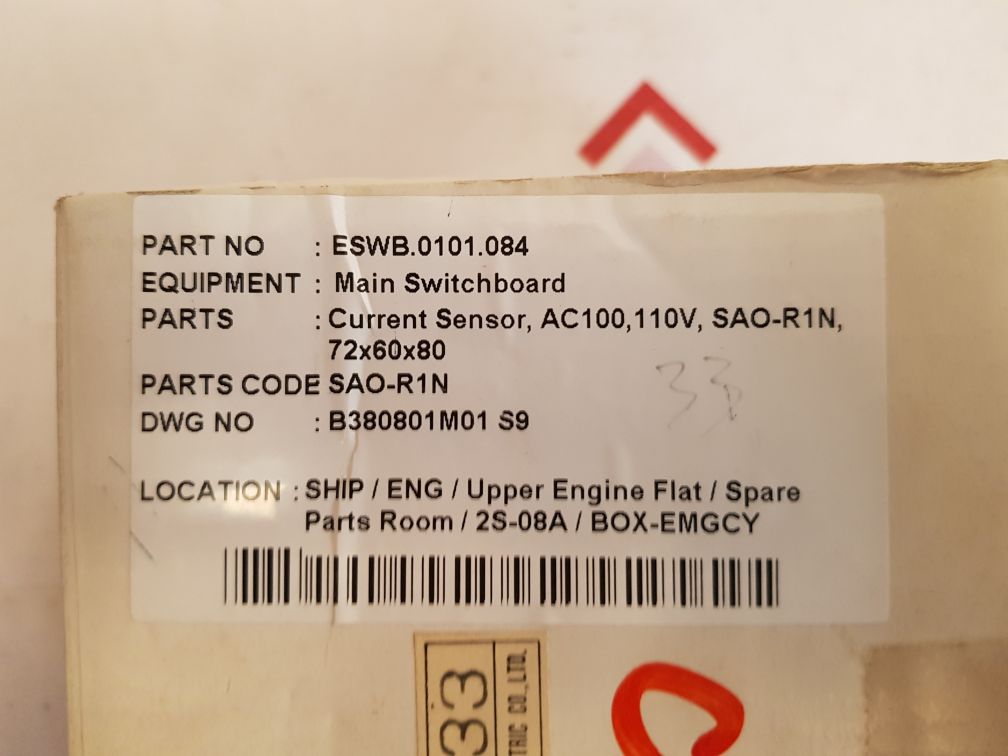 PART NO : ESWB.0101.084
EQUIPMENT : Main Switchboard
PARTS : Current Sensor, AC100,110V, SAO-R1N,
72x60x80
PARTS CODE SAO-R1N
DWG NO : B380801M01 S9
33
LOCATION : SHIP / ENG / Upper Engine Flat / Spare
Parts Room / 2S-08A / BOX-EMGCY
33
TRIC CO.,LTD.